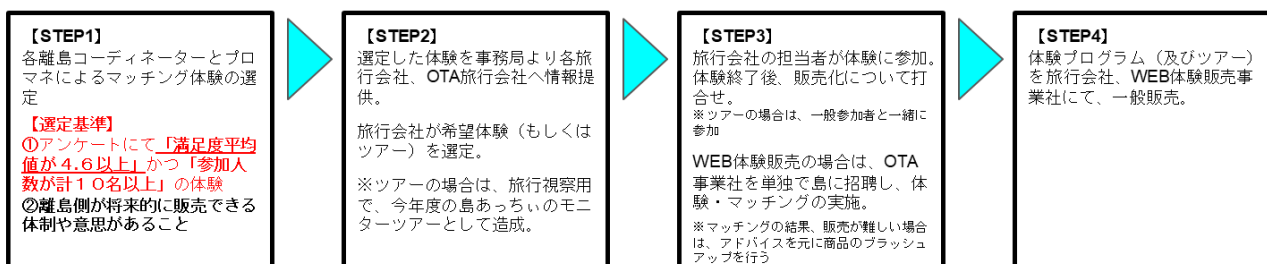 【STEP1】
各離島コーディネーターとプロ
マネによるマッチング体験の選
定
【選定基準】
①アンケートにて「満足度平均
値が4.6以上」かつ「参加人
数が計10名以上」の体験
②離島側が将来的に販売できる
体制や意思があること
【STEP2】
選定した体験を事務局より各旅
行会社、OTA旅行会社へ情報提
供。
旅行会社が希望体験（もしくは
ツアー）を選定。
※ツアーの場合は、旅行視察用
で、今年度の島あっちぃのモニ
ターツアーとして造成。
【STEP3】
旅行会社の担当者が体験に参加。
体験終了後、販売化について打
合せ。
※ツアーの場合は、一般参加者と一緒に
参加
WEB体験販売の場合は、OTA
事業社を単独で島に招聘し、体
験・マッチングの実施。
※マッチングの結果、販売が難しい場合
は、アドバイスを元に商品のブラッシュ
アップを行う
【STEP4】
体験プログラム（及びツアー）
を旅行会社、WEB体験販売事
業社にて、一般販売。